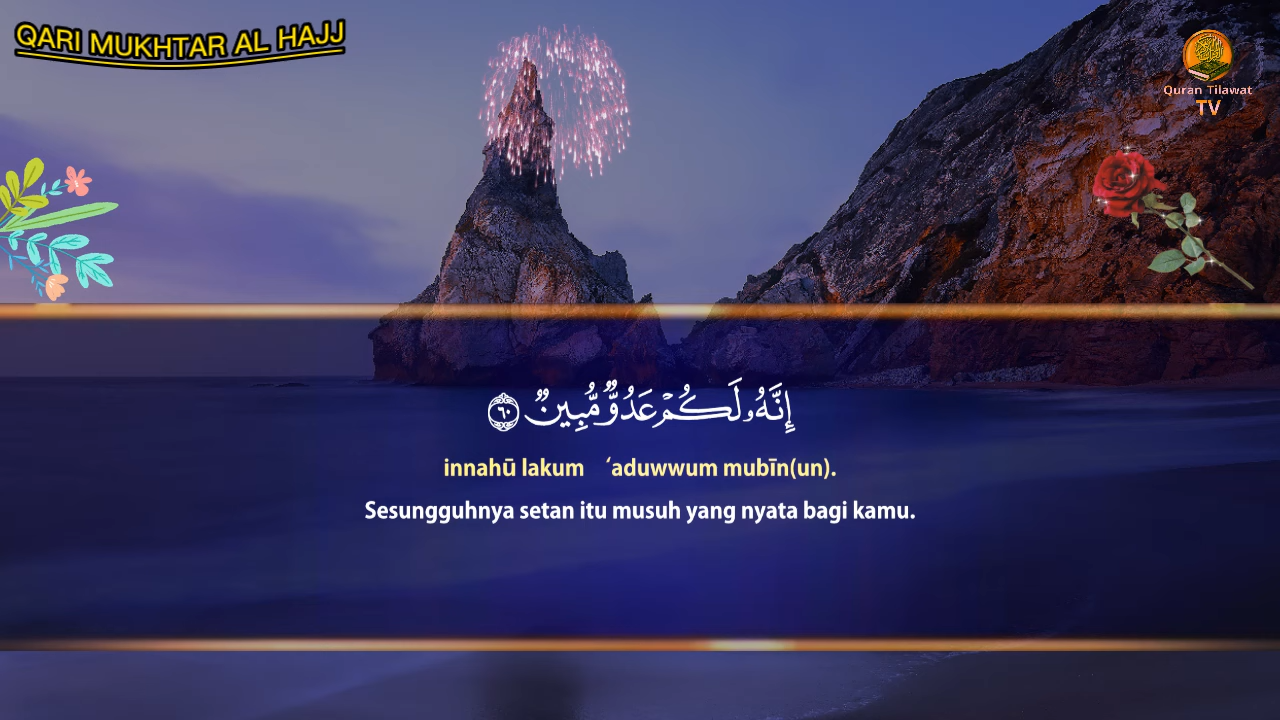 QARI MUKHTAR AL HAJJ
Quran Tilawat
TV
إِنَّهُۥ لَكُمْ عَدُوٌّ مُّبِينٌ ٦٠
innahū lakum ‘aduwwum mubīn(un).
Sesungguhnya setan itu musuh yang nyata bagi kamu.